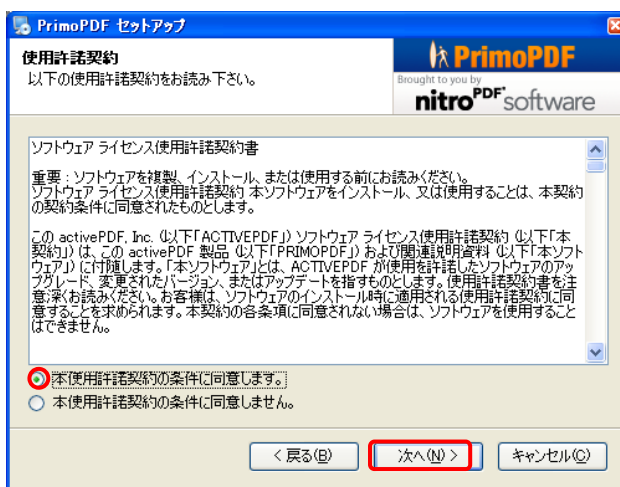 PrimoPDF セットアップ
使用許諾契約
以下の使用許諾契約をお読み下さい。
PrimoPDF
Brought to you by
nitroPDF software
ソフトウェア ライセンス使用許諾契約書
重要：ソフトウェアを複製、インストール、または使用する前にお読みください。
ソフトウェア ライセンス使用許諾契約 本ソフトウェアをインストール、又は使用することは、本契約
の契約条件に同意されたものとします。
この activePDF, Inc. (以下「ACTIVEPDF」) ソフトウェア ライセンス使用許諾契約 (以下「本
契約」) は、この activePDF 製品 (以下「PRIMOPDF」) および関連説明資料 (以下「本ソフト
ウェア」) に付随します。「本ソフトウェア」とは、ACTIVEPDF が使用を許諾したソフトウェアのアッ
プグレード、変更されたバージョン、またはアップデートを指すものとします。使用許諾契約書を注
意深くお読みください。お客様は、ソフトウェアのインストール時に適用される使用許諾契約に同
意することを求められます。本契約の各条項に同意されない場合は、ソフトウェアを使用すること
はできません。
本使用許諾契約の条件に同意します。
本使用許諾契約の条件に同意しません。
< 戻る(B)
次へ(N) >
キャンセル(C)